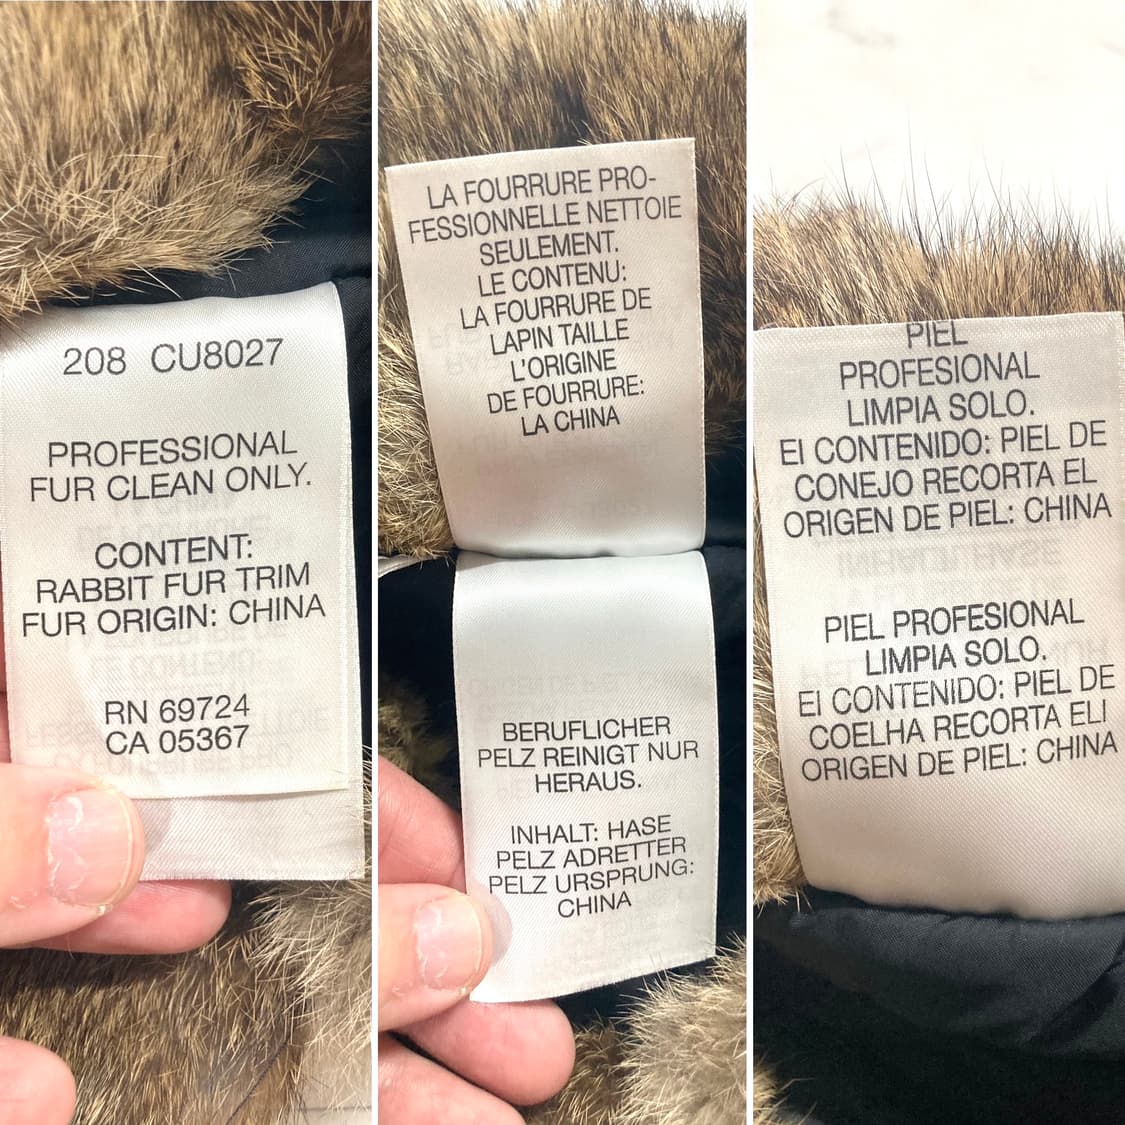 208 CU8027
PROFESSIONAL
FUR CLEAN ONLY.
CONTENT:
RABBIT FUR TRIM
FUR ORIGIN: CHINA
RN 69724
CA 05367
LA FOURRURE PRO-
FESSIONNELLE NETTOIE
SEULEMENT.
LE CONTENU:
LA FOURRURE DE
LAPIN TAILLE
L'ORIGINE
DE FOURRURE:
LA CHINA
BERUFLICHER
PELZ REINIGT NUR
HERAUS.
INHALT: HASE
PELZ ADRETTER
PELZ URSPRUNG:
CHINA
PIEL
PROFESIONAL
LIMPIA SOLO.
EI CONTENIDO: PIEL DE
CONEJO RECORTA EL
ORIGEN DE PIEL: CHINA
PIEL PROFESIONAL
LIMPIA SOLO.
EI CONTENIDO: PIEL DE
COELHA RECORTA ELI
ORIGEN DE PIEL: CHINA